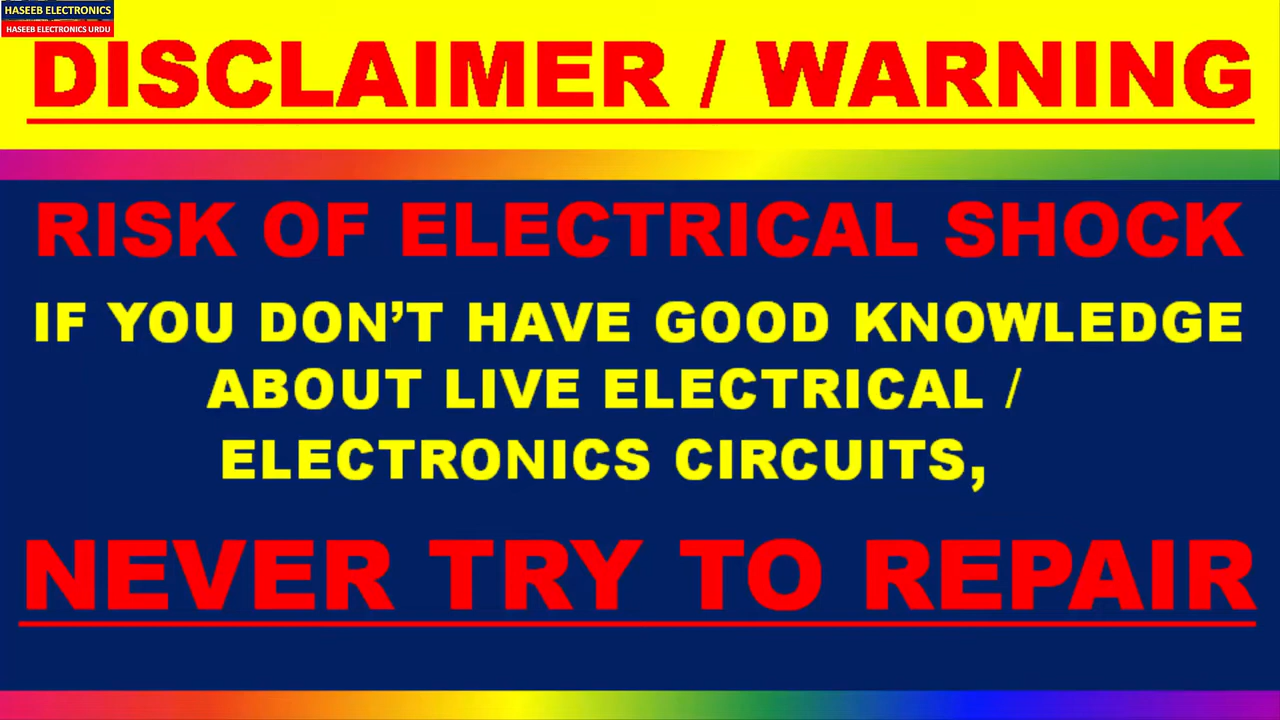 HASEEB ELECTRONICS
HASEEB ELECTRONICS URDU
DISCLAIMER / WARNING
RISK OF ELECTRICAL SHOCK
IF YOU DON’T HAVE GOOD KNOWLEDGE
ABOUT LIVE ELECTRICAL /
ELECTRONICS CIRCUITS,
NEVER TRY TO REPAIR